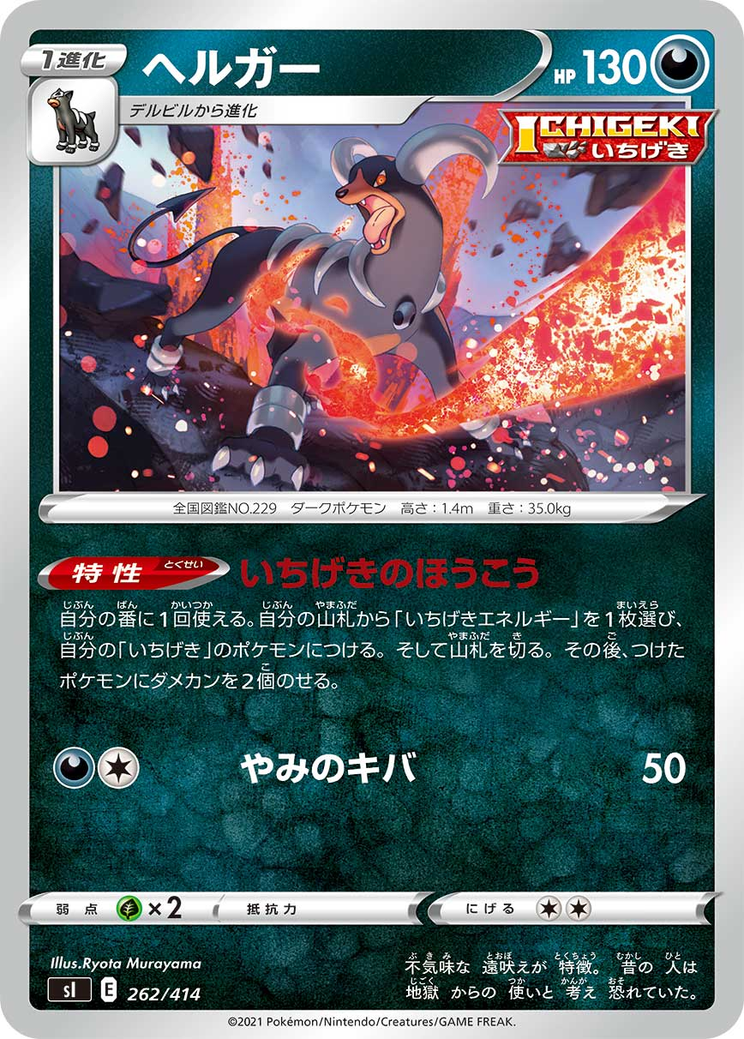 1進化
ヘルガー
HP 130
デルビルから進化
ICHIGEKI
いちげき
全国図鑑NO.229 ダークポケモン 高さ：1.4m 重さ：35.0kg
特性 とくせい いちげきのほうこう
自分の番に1回使える。自分の山札から「いちげきエネルギー」を1枚選び、
自分の「いちげき」のポケモンにつける。そして山札を切る。その後、つけた
ポケモンにダメカンを2個のせる。
やみのキバ 50
弱点 ×2 抵抗力 にげる
Illus.Ryota Murayama
不気味な 遠吠えが 特徴。昔の 人は
地獄 からの 使いと 考え 恐れていた。
sI E 262/414
©2021 Pokémon/Nintendo/Creatures/GAME FREAK.